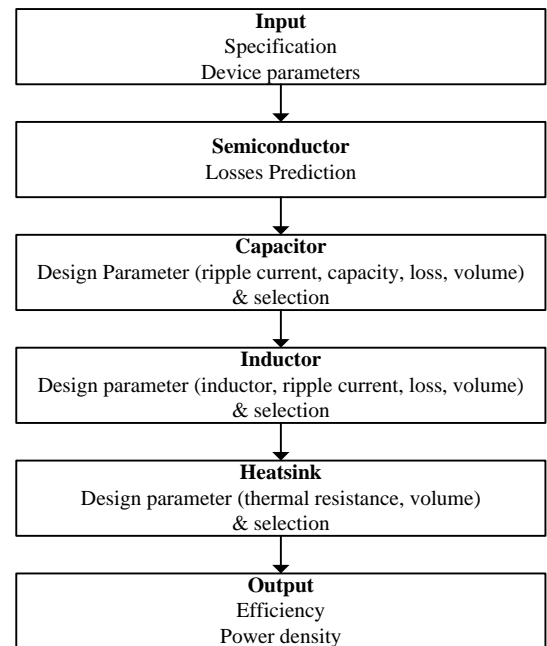 Input
Specification
Device parameters
Semiconductor
Losses Prediction
Capacitor
Design Parameter (ripple current, capacity, loss, volume)
& selection
Inductor
Design parameter (inductor, ripple current, loss, volume)
& selection
Heatsink
Design parameter (thermal resistance, volume)
& selection
Output
Efficiency
Power density